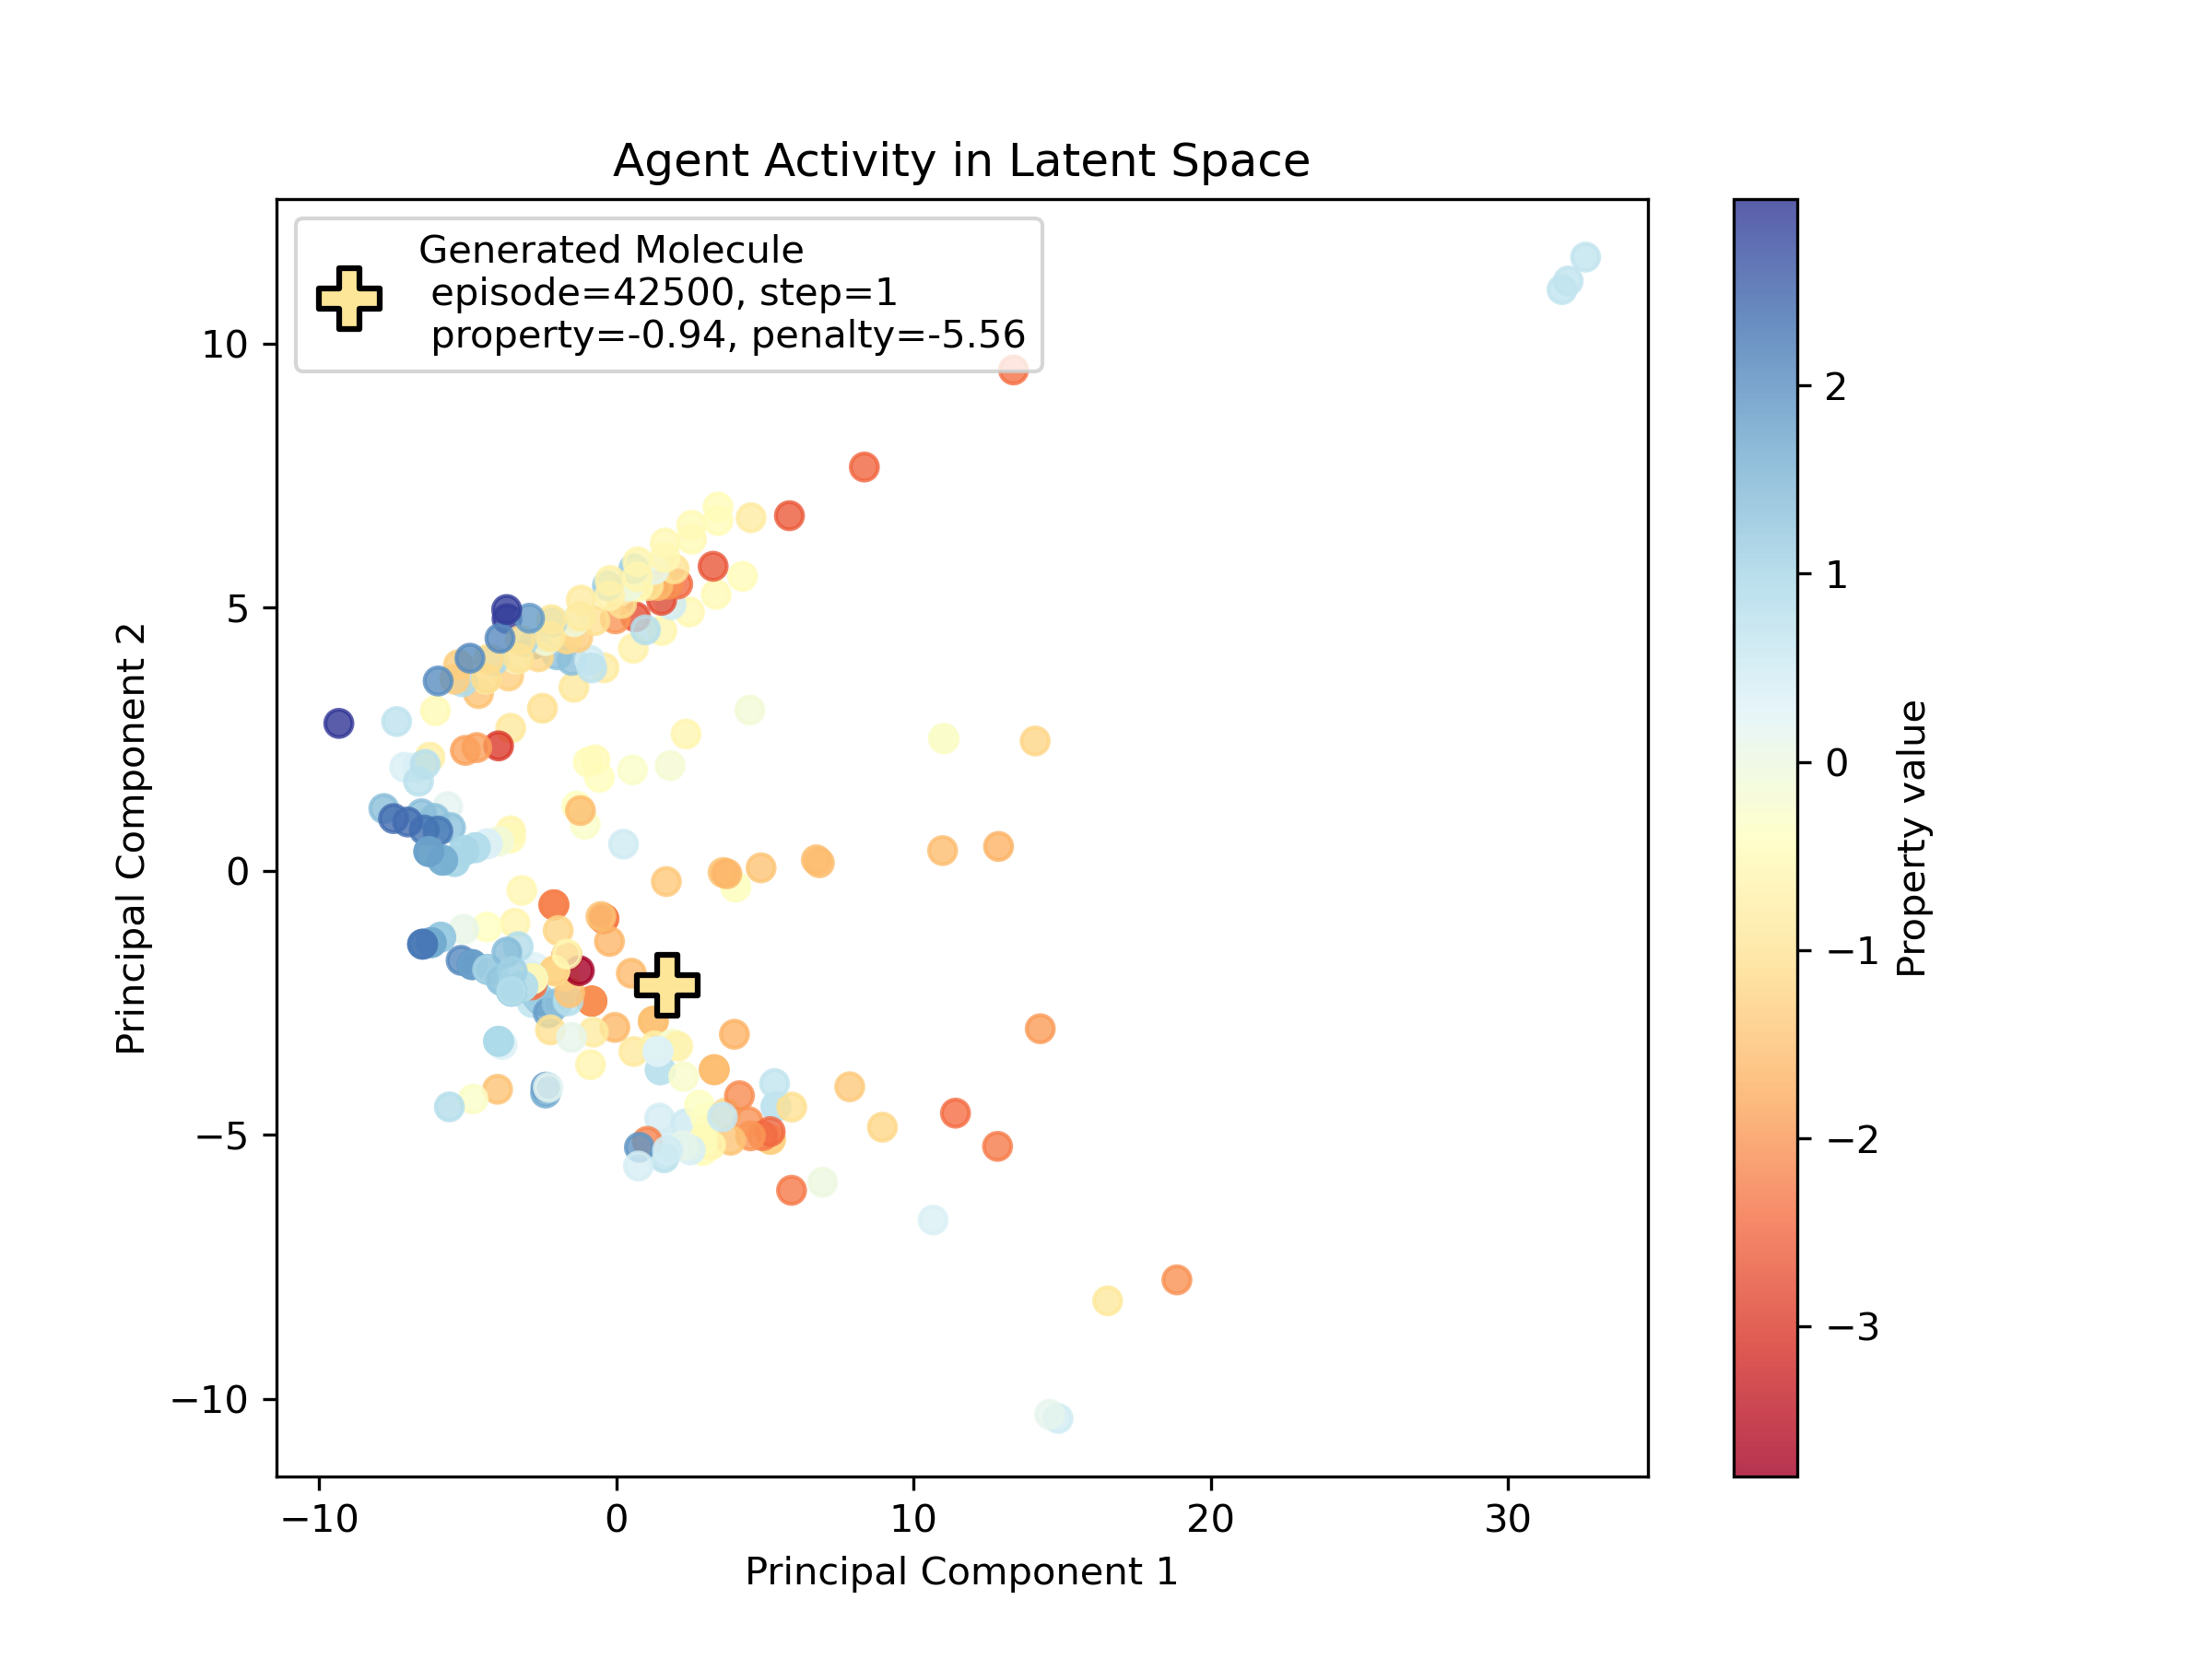 Agent Activity in Latent Space
Generated Molecule
episode=42500, step=1
property=-0.94, penalty=-5.56
10
5
0
−5
−10
Principal Component 2
−10
0
10
20
30
Principal Component 1
2
1
0
−1
−2
−3
Property value